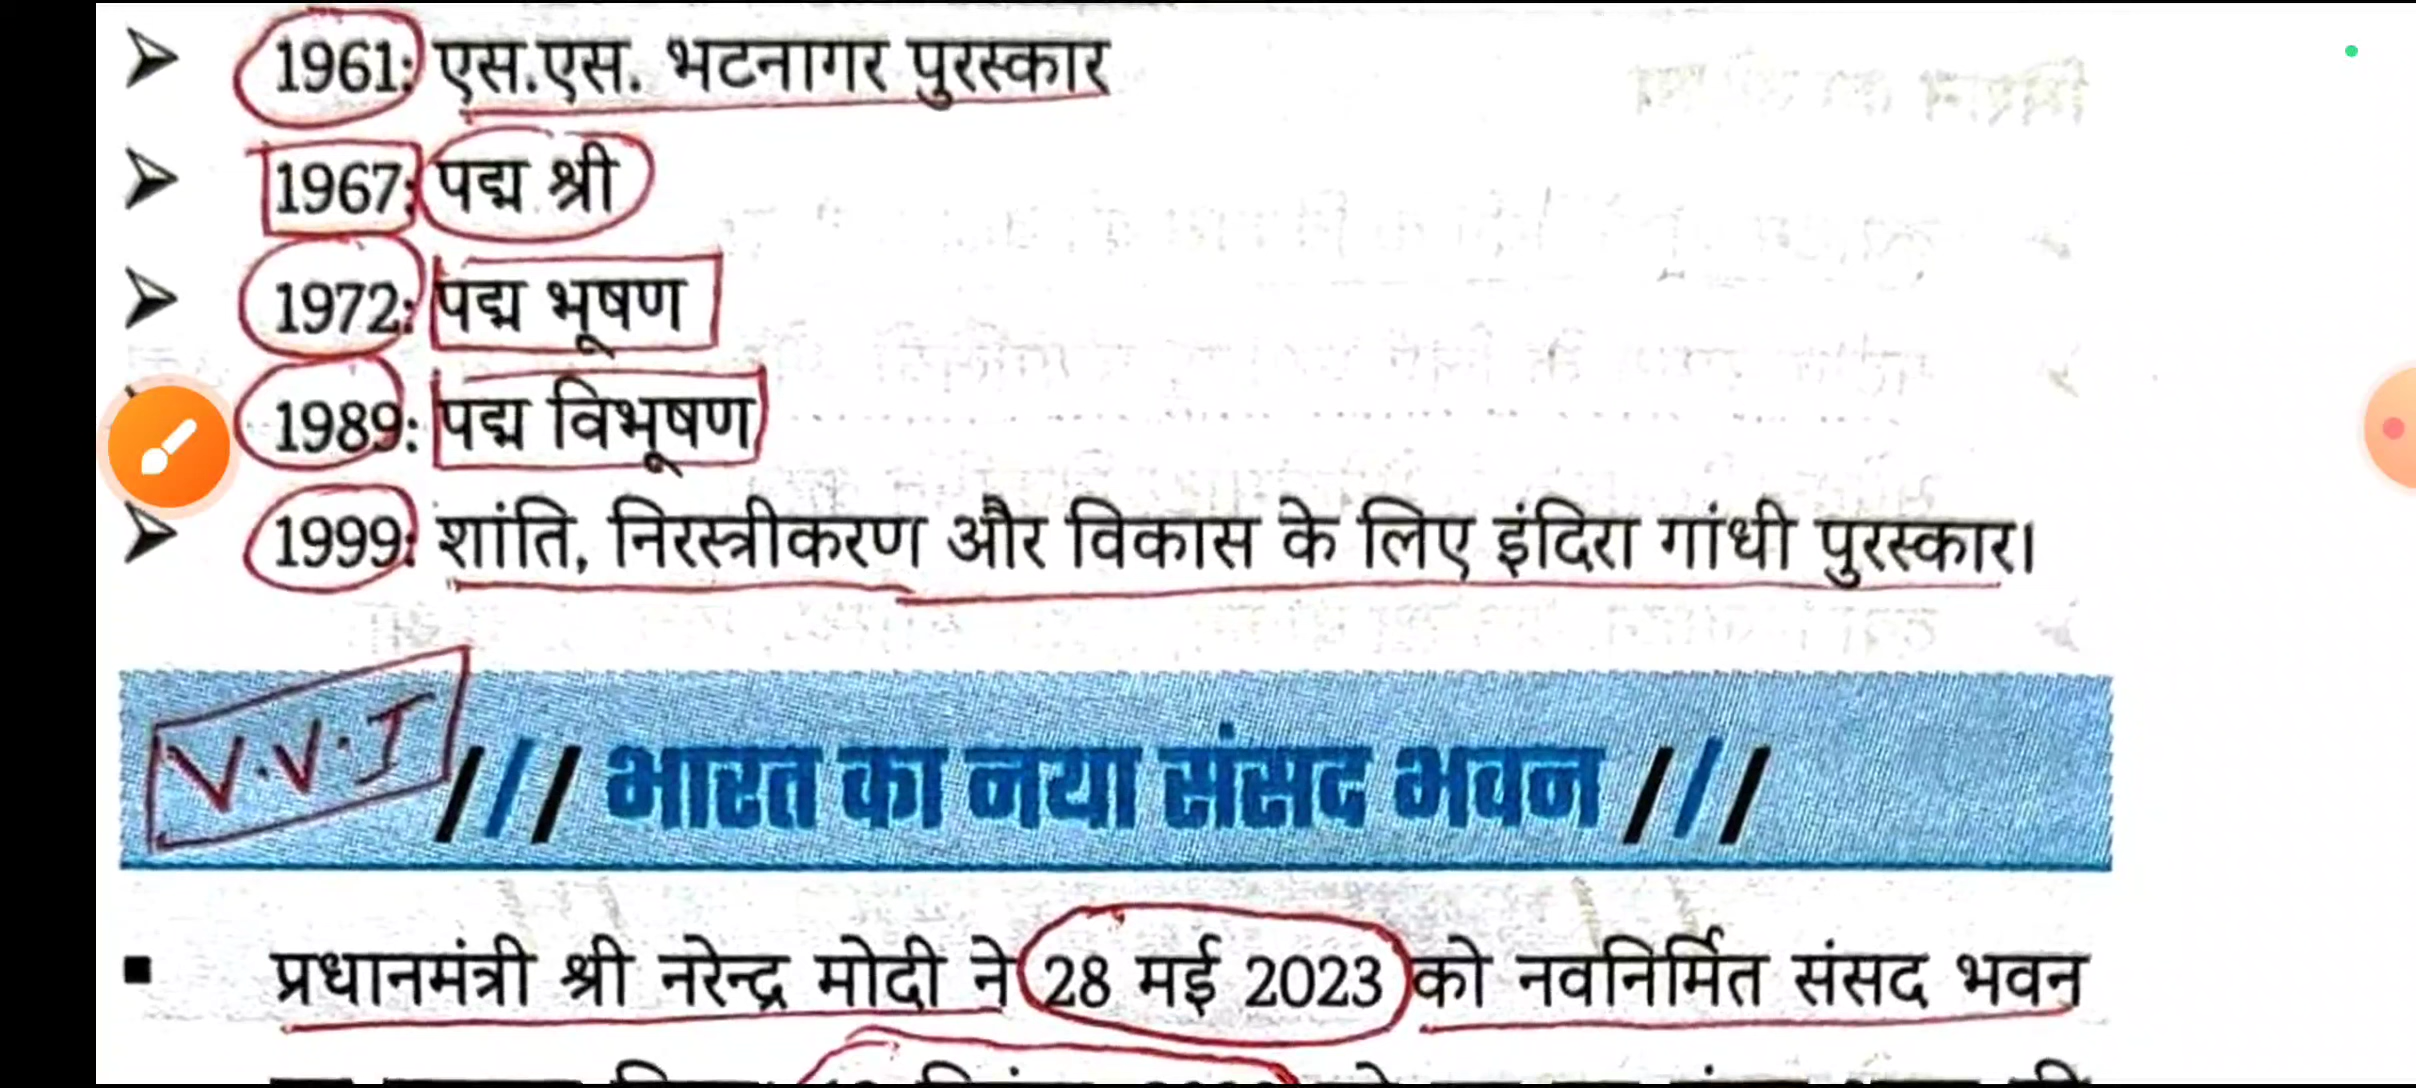 ➤ 1961: एस.एस. भटनागर पुरस्कार
➤ 1967: पद्म श्री
➤ 1972: पद्म भूषण
1989: पद्म विभूषण
➤ 1999: शांति, निरस्त्रीकरण और विकास के लिए इंदिरा गांधी पुरस्कार।
V.V.I
/// भारत का नया संसद भवन ///
▪ प्रधानमंत्री श्री नरेन्द्र मोदी ने 28 मई 2023 को नवनिर्मित संसद भवन